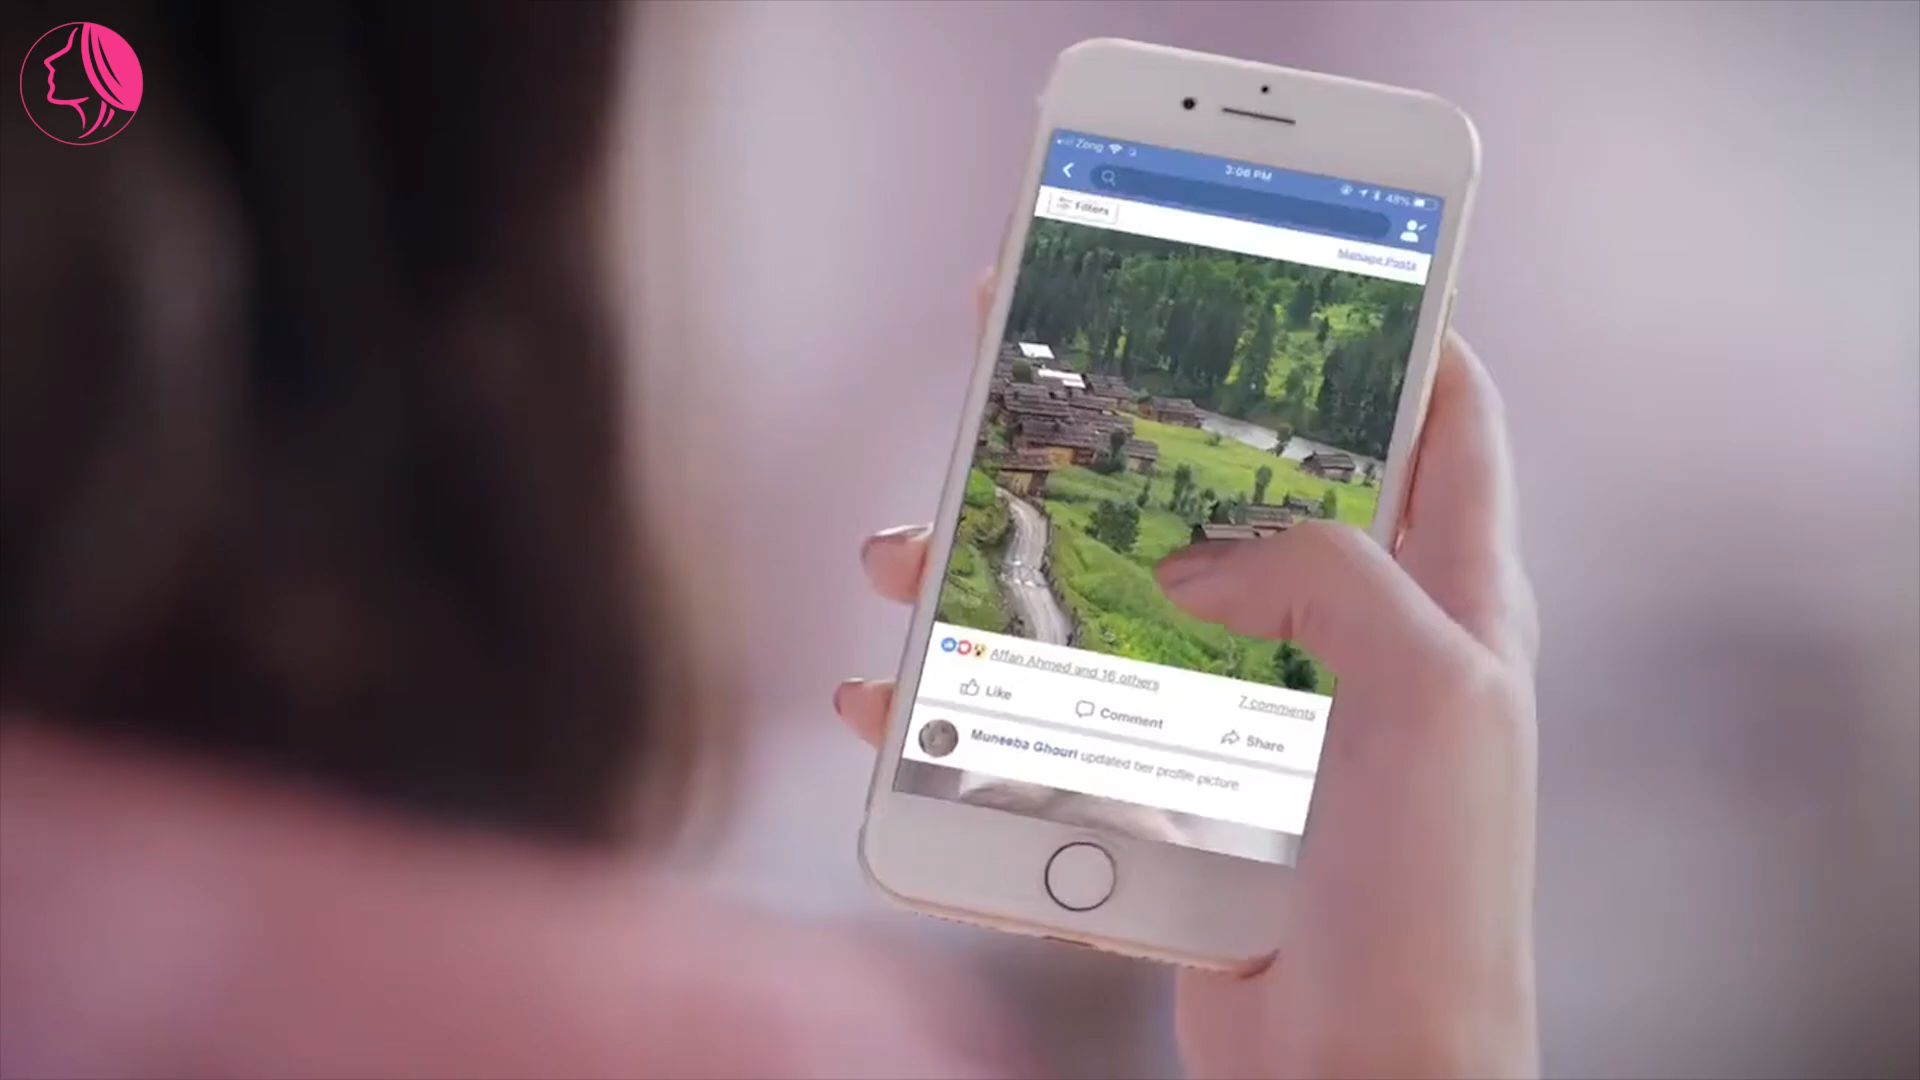 Zong
3:06 PM
48%
Filters
Manage Posts
Affan Ahmed and 16 others
7 comments
Like
Comment
Share
Muneeba Ghouri updated her profile picture